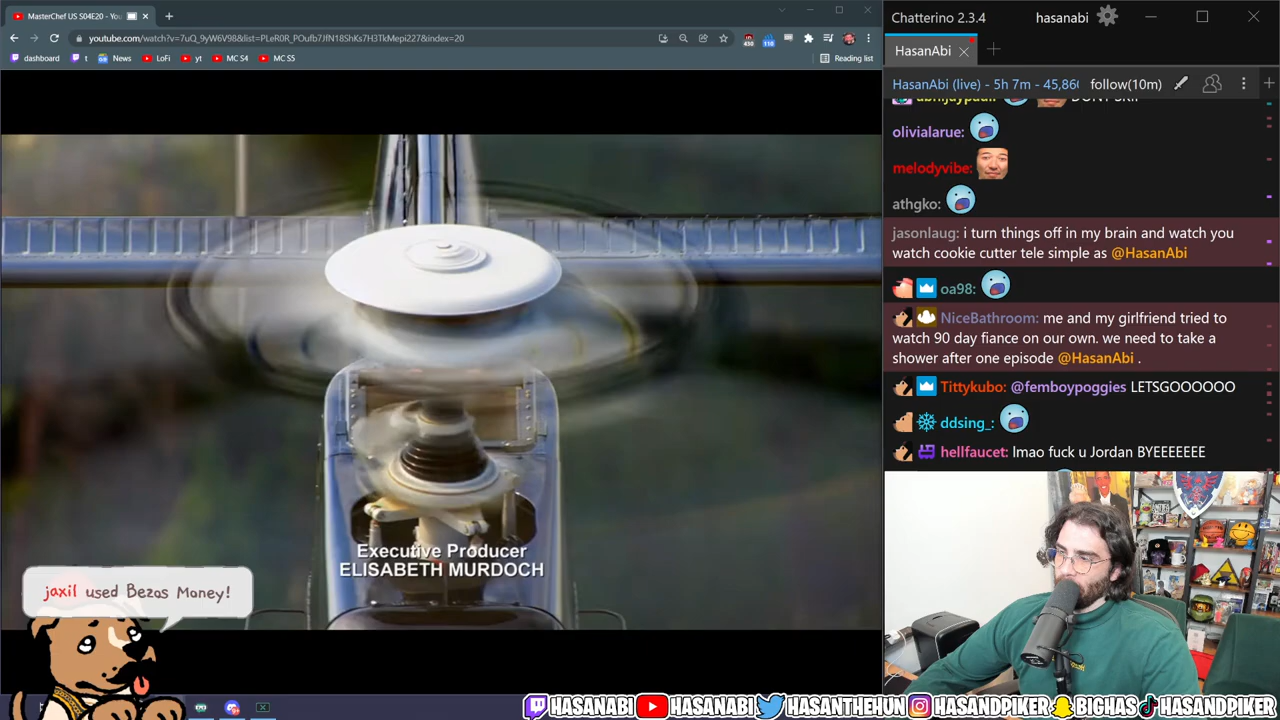 MasterChef US S04E20 - You
youtube.com/watch?v=7uQ_9yW6V98&list=PLeR0R_POufb7JfN18ShKs7H3TkMepi227&index=20
430
110
dashboard
t
News
LoFi
yt
MC S4
MC S5
Reading list
Executive Producer
ELISABETH MURDOCH
jaxil used Bezos Money!
Chatterino 2.3.4
hasanabi
HasanAbi
HasanAbi (live) - 5h 7m - 45,86
follow(10m)
olivialarue:
melodyvibe:
athgko:
jasonlaug: i turn things off in my brain and watch you
watch cookie cutter tele simple as @HasanAbi
oa98:
NiceBathroom: me and my girlfriend tried to
watch 90 day fiance on our own. we need to take a
shower after one episode @HasanAbi .
Tittykubo: @femboypoggies LETSGOOOOOO
ddsing_:
hellfaucet: lmao fuck u Jordan BYEEEEEEE
HASANABI
HASANABI
HASANTHEHUN
HASANDPIKER
BIGHAS
HASANDPIKER